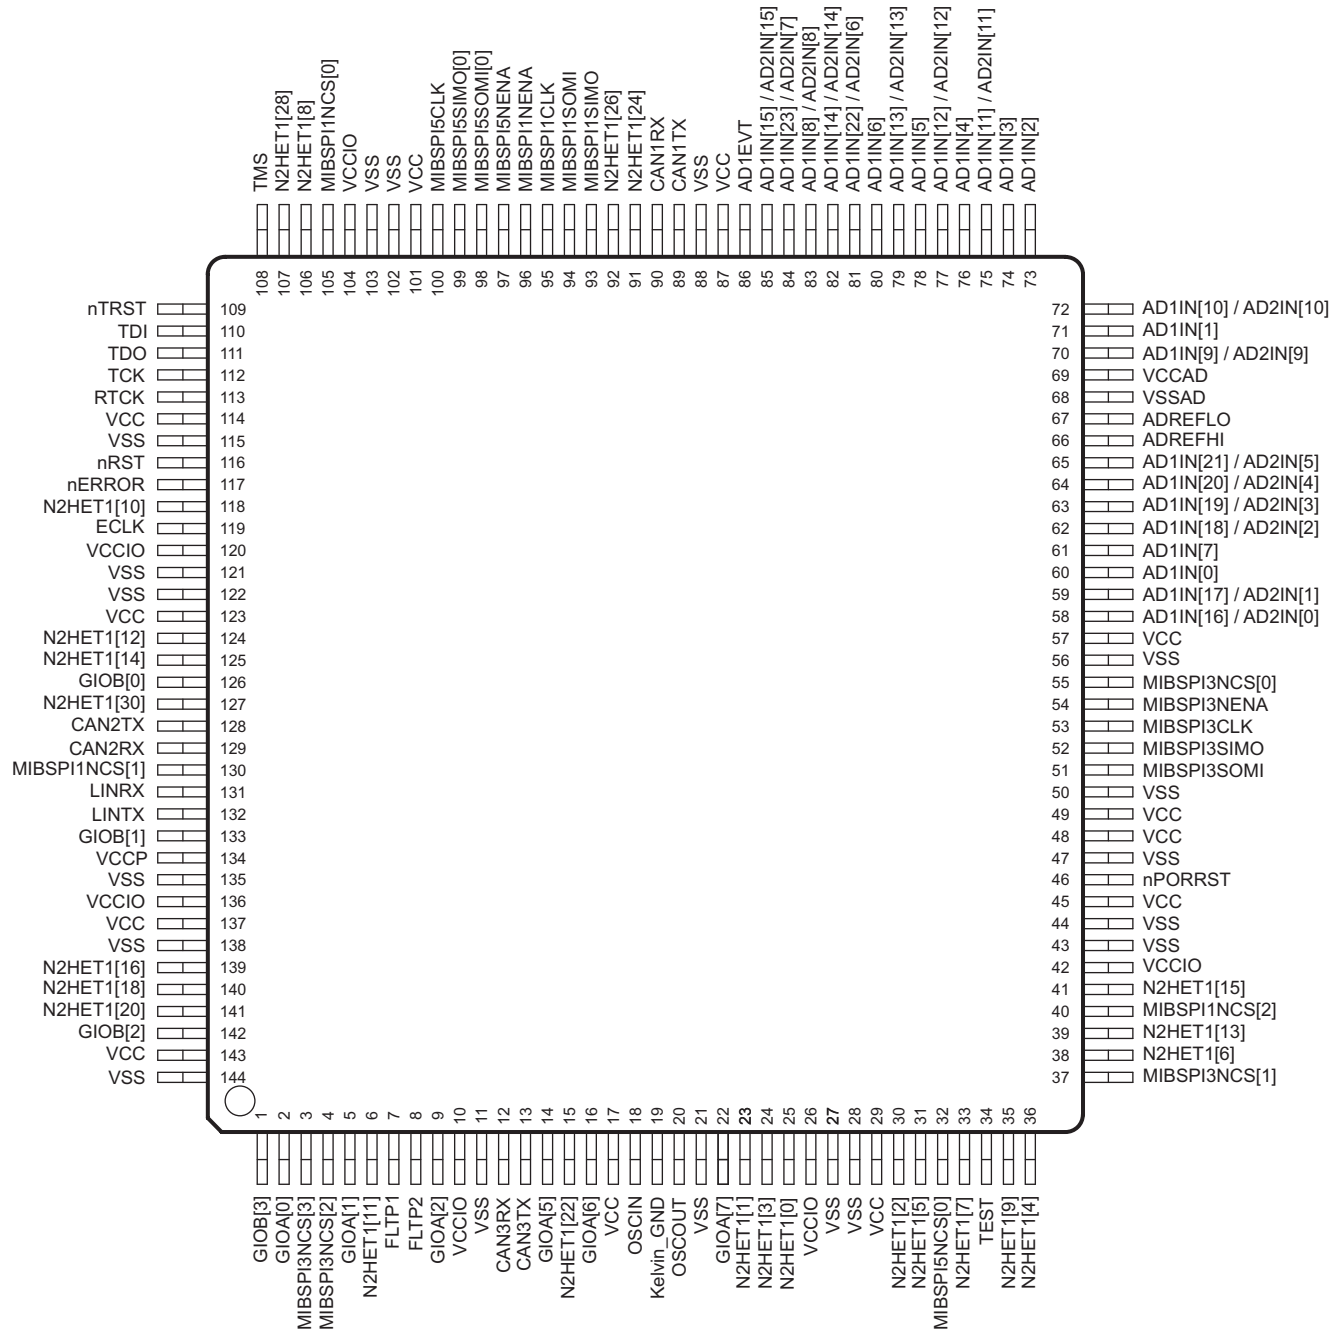 TMS
N2HET1[28]
N2HET1[8]
MIBSPI1NCS[0]
VCCIO
VSS
VSS
VCC
MIBSPI5CLK
MIBSPI5SIMO[0]
MIBSPI5SOMI[0]
MIBSPI5NENA
MIBSPI1NENA
MIBSPI1CLK
MIBSPI1SOMI
MIBSPI1SIMO
N2HET1[26]
N2HET1[24]
CAN1RX
CAN1TX
VSS
VCC
AD1EVT
AD1IN[15] / AD2IN[15]
AD1IN[23] / AD2IN[7]
AD1IN[8] / AD2IN[8]
AD1IN[14] / AD2IN[14]
AD1IN[22] / AD2IN[6]
AD1IN[6]
AD1IN[13] / AD2IN[13]
AD1IN[5]
AD1IN[12] / AD2IN[12]
AD1IN[4]
AD1IN[11] / AD2IN[11]
AD1IN[3]
AD1IN[2]
108
107
106
105
104
103
102
101
100
99
98
97
96
95
94
93
92
91
90
89
88
87
86
85
84
83
82
81
80
79
78
77
76
75
74
73
nTRST 109
TDI 110
TDO 111
TCK 112
RTCK 113
VCC 114
VSS 115
nRST 116
nERROR 117
N2HET1[10] 118
ECLK 119
VCCIO 120
VSS 121
VSS 122
VCC 123
N2HET1[12] 124
N2HET1[14] 125
GIOB[0] 126
N2HET1[30] 127
CAN2TX 128
CAN2RX 129
MIBSPI1NCS[1] 130
LINRX 131
LINTX 132
GIOB[1] 133
VCCP 134
VSS 135
VCCIO 136
VCC 137
VSS 138
N2HET1[16] 139
N2HET1[18] 140
N2HET1[20] 141
GIOB[2] 142
VCC 143
VSS 144
72 AD1IN[10] / AD2IN[10]
71 AD1IN[1]
70 AD1IN[9] / AD2IN[9]
69 VCCAD
68 VSSAD
67 ADREFLO
66 ADREFHI
65 AD1IN[21] / AD2IN[5]
64 AD1IN[20] / AD2IN[4]
63 AD1IN[19] / AD2IN[3]
62 AD1IN[18] / AD2IN[2]
61 AD1IN[7]
60 AD1IN[0]
59 AD1IN[17] / AD2IN[1]
58 AD1IN[16] / AD2IN[0]
57 VCC
56 VSS
55 MIBSPI3NCS[0]
54 MIBSPI3NENA
53 MIBSPI3CLK
52 MIBSPI3SIMO
51 MIBSPI3SOMI
50 VSS
49 VCC
48 VCC
47 VSS
46 nPORRST
45 VCC
44 VSS
43 VSS
42 VCCIO
41 N2HET1[15]
40 MIBSPI1NCS[2]
39 N2HET1[13]
38 N2HET1[6]
37 MIBSPI3NCS[1]
1
2
3
4
5
6
7
8
9
10
11
12
13
14
15
16
17
18
19
20
21
22
23
24
25
26
27
28
29
30
31
32
33
34
35
36
GIOB[3]
GIOA[0]
MIBSPI3NCS[3]
MIBSPI3NCS[2]
GIOA[1]
N2HET1[11]
FLTP1
FLTP2
GIOA[2]
VCCIO
VSS
CAN3RX
CAN3TX
GIOA[5]
N2HET1[22]
GIOA[6]
VCC
OSCIN
Kelvin_GND
OSCOUT
VSS
GIOA[7]
N2HET1[1]
N2HET1[3]
N2HET1[0]
VCCIO
VSS
VSS
VCC
N2HET1[2]
N2HET1[5]
MIBSPI5NCS[0]
N2HET1[7]
TEST
N2HET1[9]
N2HET1[4]